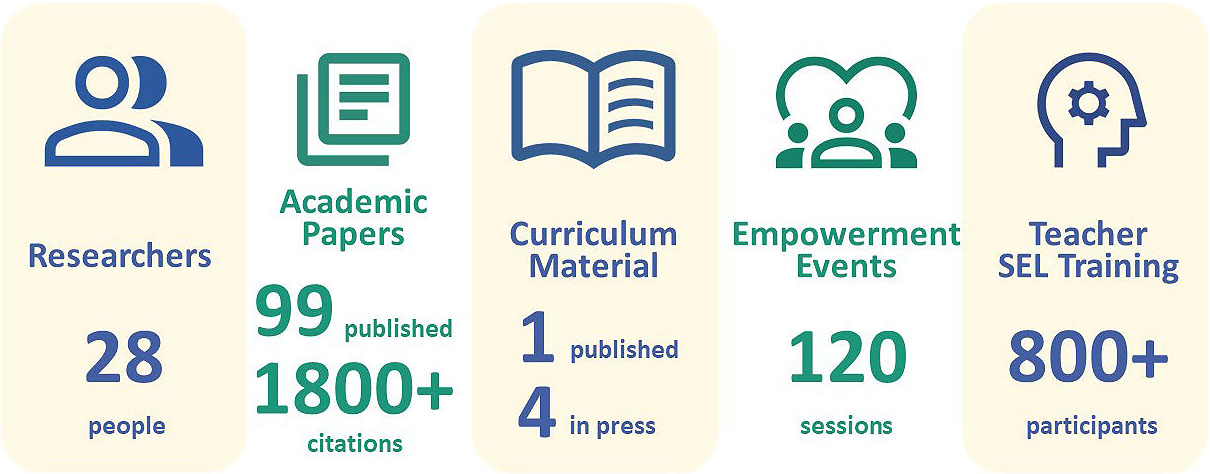 Researchers
28
people
Academic
Papers
99 published
1800+
citations
Curriculum
Material
1 published
4 in press
Empowerment
Events
120
sessions
Teacher
SEL Training
800+
participants